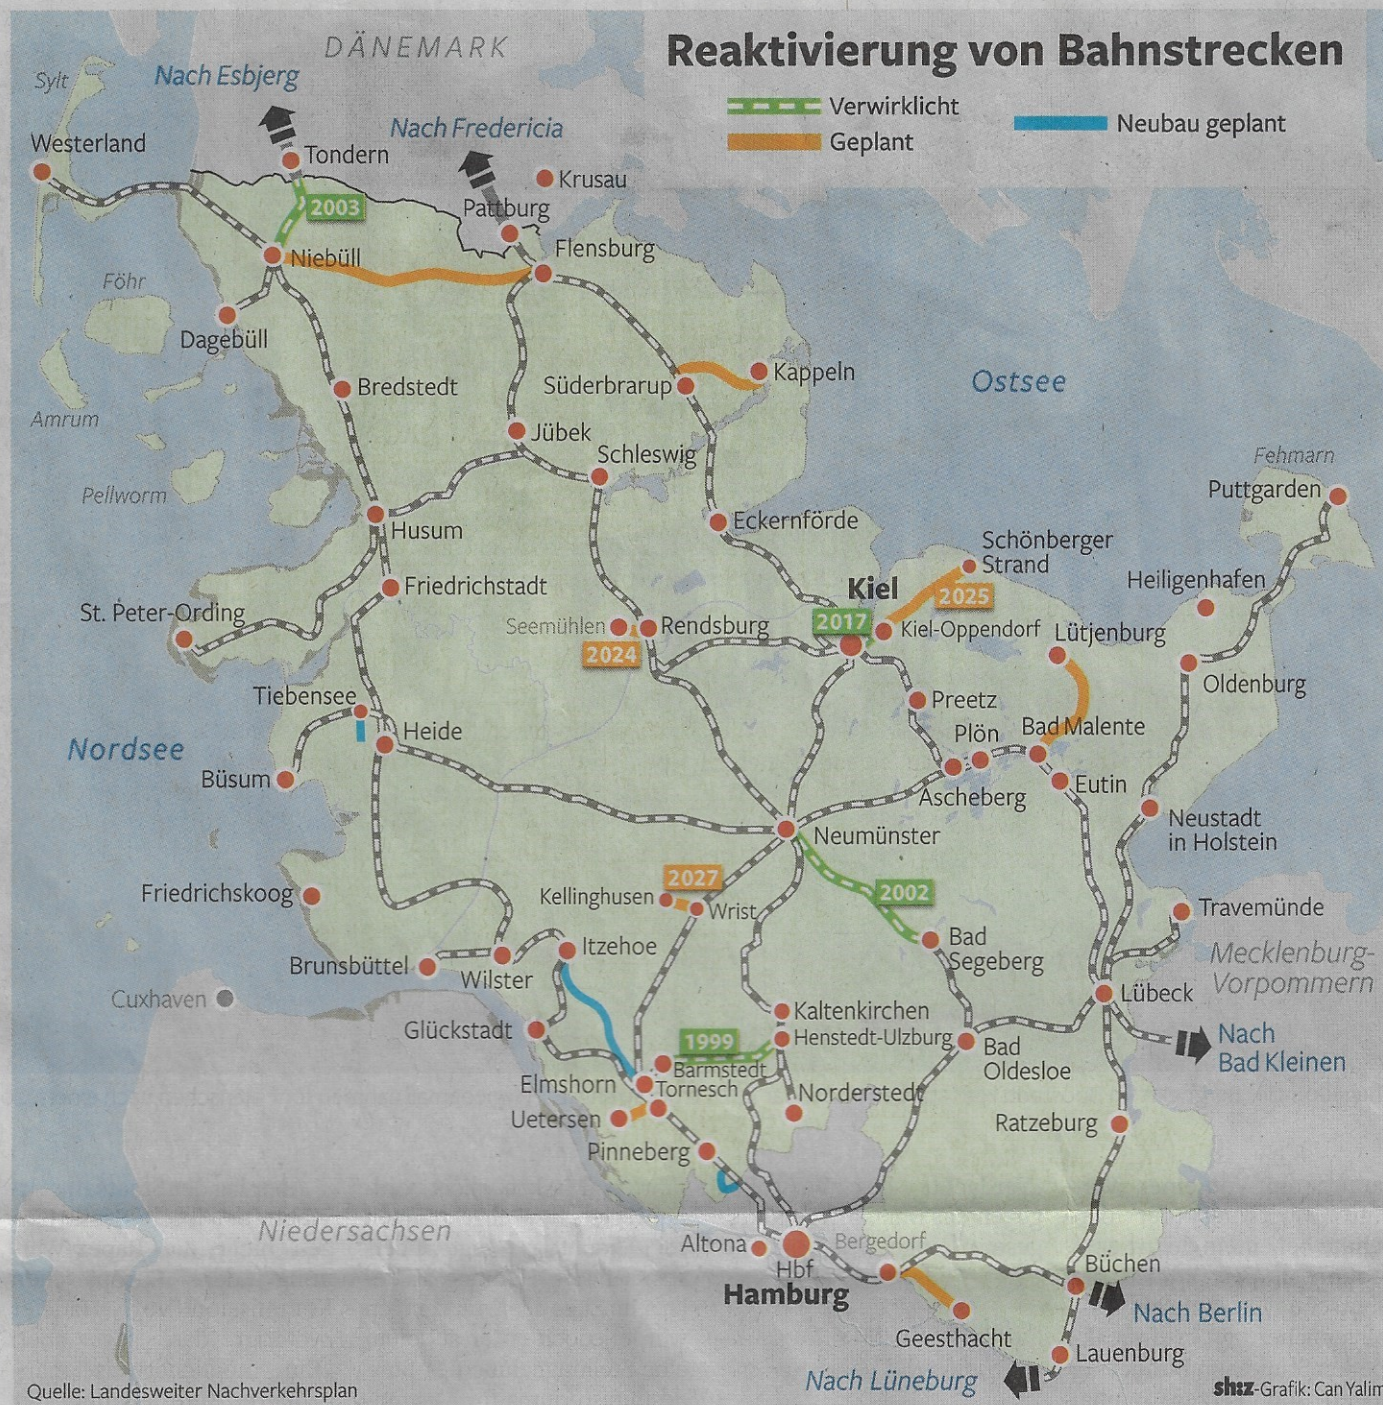 DÄNEMARK
Reaktivierung von Bahnstrecken
Verwirklicht
Geplant
Neubau geplant
Sylt
Nach Esbjerg
Nach Fredericia
Westerland
Tondern
Krusau
2003
Pattburg
Niebüll
Flensburg
Föhr
Dagebüll
Bredstedt
Süderbrarup
Kappeln
Ostsee
Amrum
Jübek
Schleswig
Fehmarn
Puttgarden
Pellworm
Husum
Eckernförde
Schönberger
Strand
Heiligenhafen
Friedrichstadt
Kiel
2025
St. Peter-Ording
Seemühlen
Rendsburg
2017
Kiel-Oppendorf
Lütjenburg
2024
Oldenburg
Tiebensee
Preetz
Heide
Plön
Bad Malente
Nordsee
Büsum
Ascheberg
Eutin
Neumünster
Neustadt
in Holstein
2027
Friedrichskoog
Kellinghusen
Wrist
2002
Travemünde
Itzehoe
Bad
Segeberg
Mecklenburg-
Vorpommern
Brunsbüttel
Wilster
Cuxhaven
Lübeck
Kaltenkirchen
Glückstadt
1999
Henstedt-Ulzburg
Bad
Oldesloe
Nach
Bad Kleinen
Barmstedt
Elmshorn
Tornesch
Norderstedt
Uetersen
Ratzeburg
Pinneberg
Niedersachsen
Altona
Hbf
Hamburg
Bergedorf
Büchen
Nach Berlin
Geesthacht
Lauenburg
Nach Lüneburg
Quelle: Landesweiter Nachverkehrsplan
sh:z-Grafik: Can Yalim